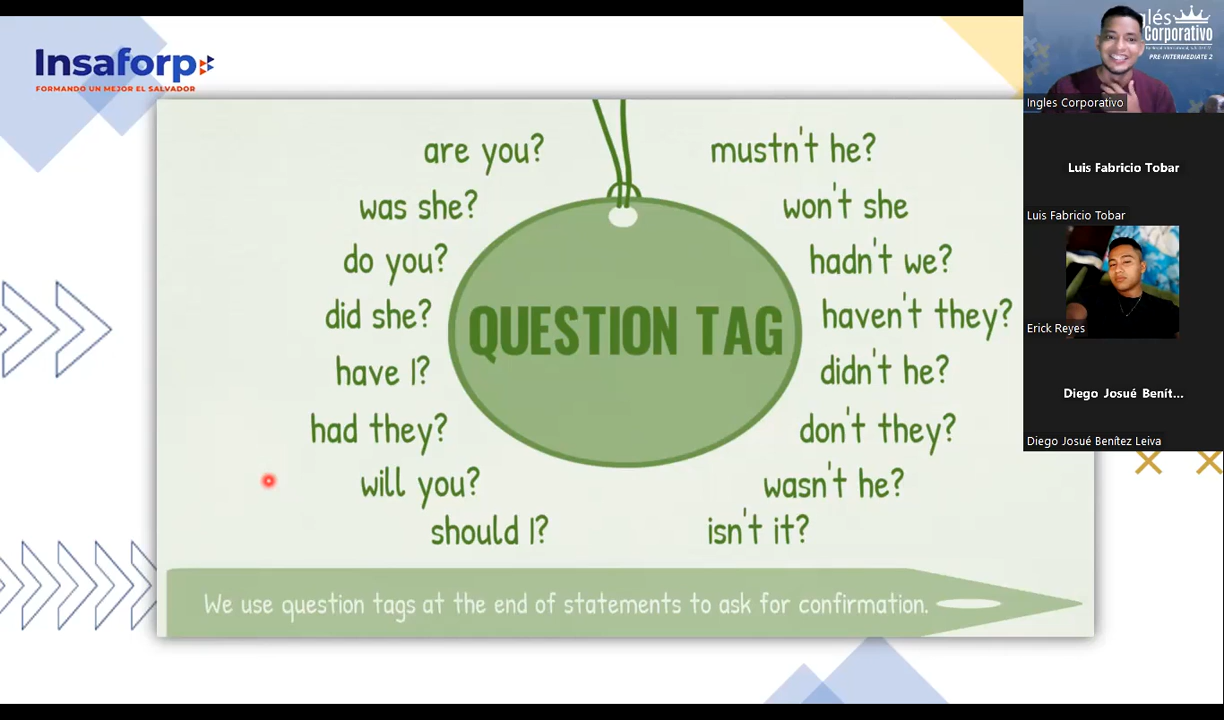 Insaforp
FORMANDO UN MEJOR EL SALVADOR
are you?
was she?
do you?
did she?
have I?
had they?
will you?
should I?
QUESTION TAG
mustn't he?
won't she
hadn't we?
haven't they?
didn't he?
don't they?
wasn't he?
isn't it?
We use question tags at the end of statements to ask for confirmation.
glés
Corporativo
PRE-INTERMEDIATE 2
Ingles Corporativo
Luis Fabricio Tobar
Luis Fabricio Tobar
Erick Reyes
Diego Josué Benít...
Diego Josué Benítez Leiva